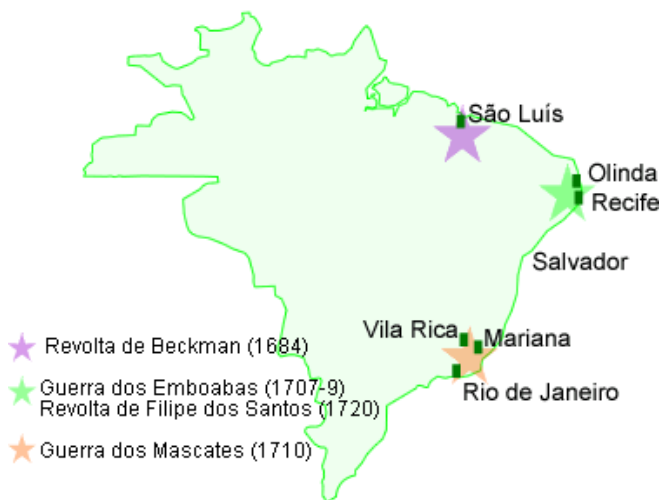 São Luís
Olinda
Recife
Salvador
Vila Rica
Mariana
Rio de Janeiro
Revolta de Beckman (1684)
Guerra dos Emboabas (1707-9)
Revolta de Filipe dos Santos (1720)
Guerra dos Mascates (1710)